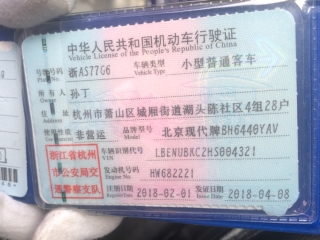 中华人民共和国机动车行驶证
Vehicle License of the People's Republic of China
号牌号码 浙A577G6 车辆类型 小型普通客车
Plate No. Vehicle Type
所有人 孙丁
Owner
住址 杭州市萧山区城厢街道湖头陈社区4组28户
Address
使用性质 非营运 品牌型号 北京现代牌BH6440YAV
Use Character Model
浙江省杭州市公安局交通警察支队
车辆识别代号 LBENUBKC2HS004321
VIN
发动机号码 HW682221
Engine No.
注册日期 2018-02-01 发证日期 2018-04-08
Register Date Issue Date